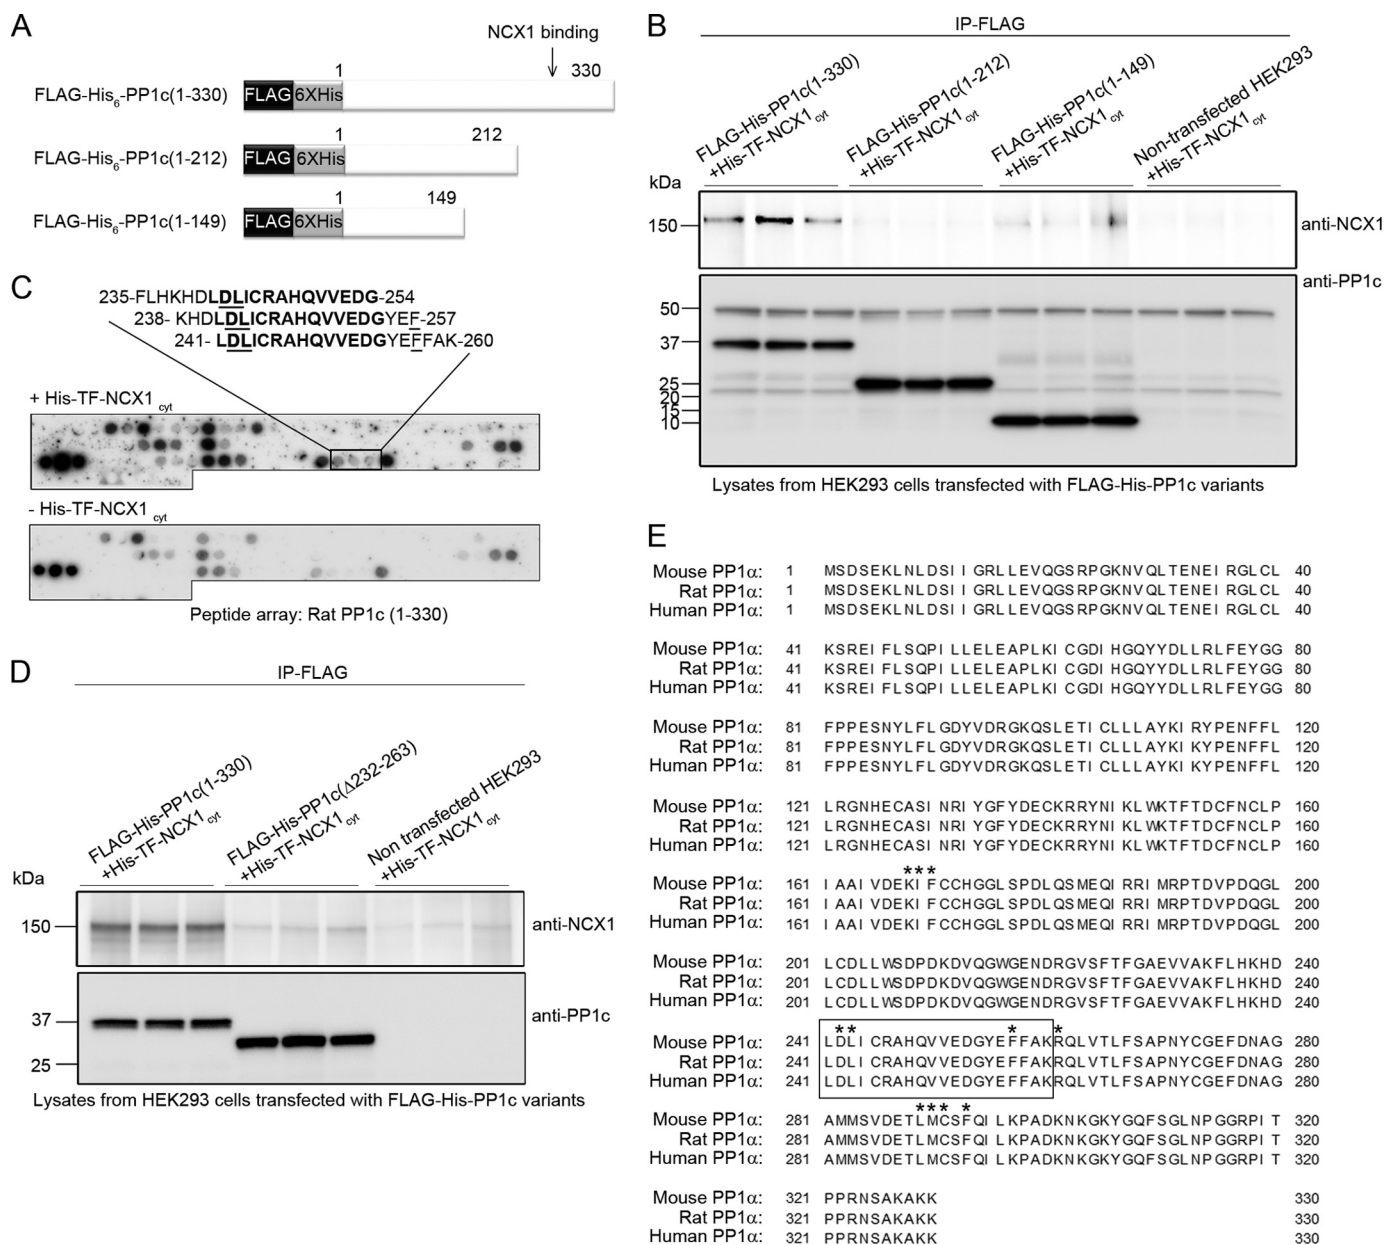 A
NCX1 binding
1
330
FLAG-His6-PP1c(1-330)
FLAG 6XHis
1
212
FLAG-His6-PP1c(1-212)
FLAG 6XHis
1
149
FLAG-His6-PP1c(1-149)
FLAG 6XHis
B
IP-FLAG
FLAG-His-PP1c(1-330)
+His-TF-NCX1cyt
FLAG-His-PP1c(1-212)
+His-TF-NCX1cyt
FLAG-His-PP1c(1-149)
+His-TF-NCX1cyt
Non-transfected HEK293
+His-TF-NCX1cyt
kDa
150
anti-NCX1
anti-PP1c
50
37
25
20
15
10
Lysates from HEK293 cells transfected with FLAG-His-PP1c variants
C
235-FLHKHDLDLICRAHQVVEDG-254
238- KHDLDLICRAHQVVEDGYEF-257
241- LDLICRAHQVVEDGYEFFAK-260
+ His-TF-NCX1cyt
- His-TF-NCX1cyt
Peptide array: Rat PP1c (1-330)
D
IP-FLAG
FLAG-His-PP1c(1-330)
+His-TF-NCX1cyt
FLAG-His-PP1c(Δ232-263)
+His-TF-NCX1cyt
Non transfected HEK293
+His-TF-NCX1cyt
kDa
150
anti-NCX1
37
anti-PP1c
25
Lysates from HEK293 cells transfected with FLAG-His-PP1c variants
E
Mouse PP1α: 1 MSDSEKLNLDSIIGRLLEVQGSRPGKNVQLTENEIRGLCL 40
Rat PP1α: 1 MSDSEKLNLDSIIGRLLEVQGSRPGKNVQLTENEIRGLCL 40
Human PP1α: 1 MSDSEKLNLDSIIGRLLEVQGSRPGKNVQLTENEIRGLCL 40
Mouse PP1α: 41 KSREIFLSQPILLELEAPLKICGDIHGQYYDLLRLFEYGG 80
Rat PP1α: 41 KSREIFLSQPILLELEAPLKICGDIHGQYYDLLRLFEYGG 80
Human PP1α: 41 KSREIFLSQPILLELEAPLKICGDIHGQYYDLLRLFEYGG 80
Mouse PP1α: 81 FPPESNYLFLGDYVDRGKQSLETICLLLAYKIRYPENFFL 120
Rat PP1α: 81 FPPESNYLFLGDYVDRGKQSLETICLLLAYKIKYPENFFL 120
Human PP1α: 81 FPPESNYLFLGDYVDRGKQSLETICLLLAYKIKYPENFFL 120
Mouse PP1α: 121 LRGNHECASINRIYGFYDECKRRYNIKLWKTFTDCFNCLP 160
Rat PP1α: 121 LRGNHECASINRIYGFYDECKRRYNIKLWKTFTDCFNCLP 160
Human PP1α: 121 LRGNHECASINRIYGFYDECKRRYNIKLWKTFTDCFNCLP 160
***
Mouse PP1α: 161 IAAIVDEKIFCCHGGLSPDLQSMEQIRRIMRPTDVPDQGL 200
Rat PP1α: 161 IAAIVDEKIFCCHGGLSPDLQSMEQIRRIMRPTDVPDQGL 200
Human PP1α: 161 IAAIVDEKIFCCHGGLSPDLQSMEQIRRIMRPTDVPDQGL 200
Mouse PP1α: 201 LCDLLWSDPDKDVQGWGENDRGVSFTFGAEVVAKFLHKHD 240
Rat PP1α: 201 LCDLLWSDPDKDVQGWGENDRGVSFTFGAEVVAKFLHKHD 240
Human PP1α: 201 LCDLLWSDPDKDVQGWGENDRGVSFTFGAEVVAKFLHKHD 240
** * *
Mouse PP1α: 241 LDLICRAHQVVEDGYEFFAKRQLVTLFSAPNYCGEFDNAG 280
Rat PP1α: 241 LDLICRAHQVVEDGYEFFAKRQLVTLFSAPNYCGEFDNAG 280
Human PP1α: 241 LDLICRAHQVVEDGYEFFAKRQLVTLFSAPNYCGEFDNAG 280
*** *
Mouse PP1α: 281 AMMSVDETLMCSFQILKPADKNKGKYGQFSGLNPGGRPIT 320
Rat PP1α: 281 AMMSVDETLMCSFQILKPADKNKGKYGQFSGLNPGGRPIT 320
Human PP1α: 281 AMMSVDETLMCSFQILKPADKNKGKYGQFSGLNPGGRPIT 320
Mouse PP1α: 321 PPRNSAKAKK 330
Rat PP1α: 321 PPRNSAKAKK 330
Human PP1α: 321 PPRNSAKAKK 330